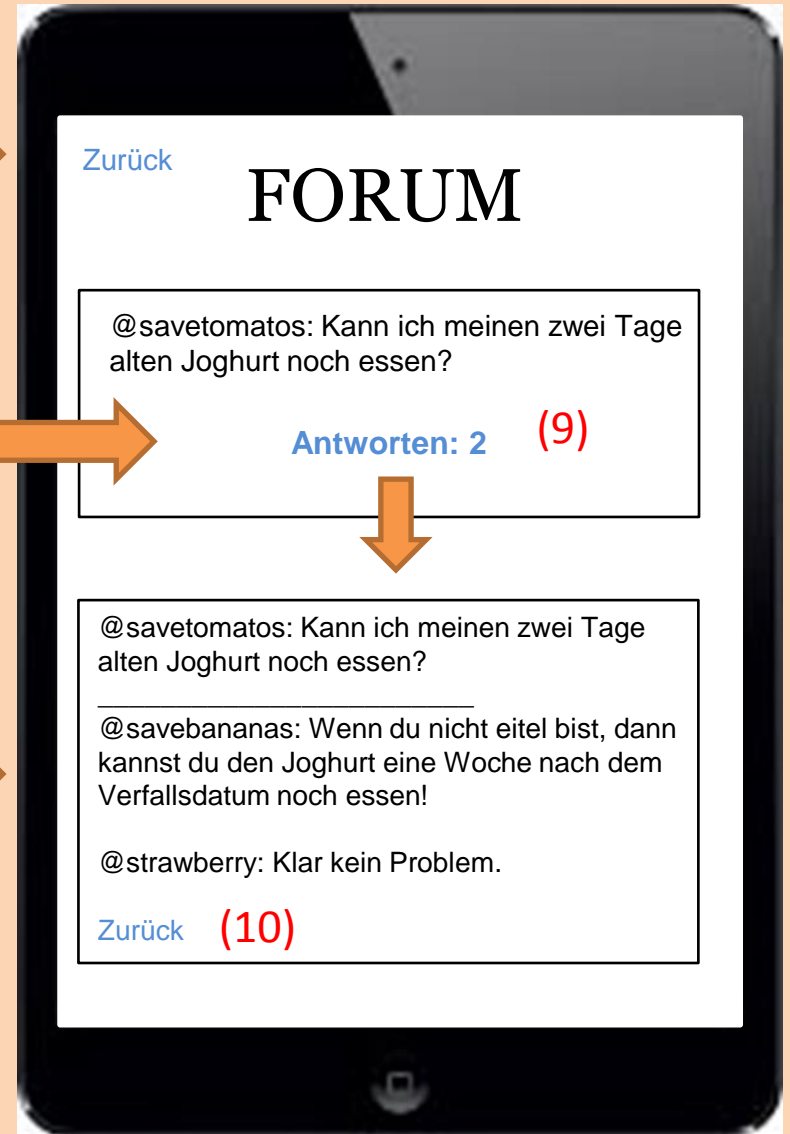 Zurück
FORUM
@savetomatos: Kann ich meinen zwei Tage
alten Joghurt noch essen?
Antworten: 2 (9)
@savetomatos: Kann ich meinen zwei Tage
alten Joghurt noch essen?
________________________
@savebananas: Wenn du nicht eitel bist, dann
kannst du den Joghurt eine Woche nach dem
Verfallsdatum noch essen!
@strawberry: Klar kein Problem.
Zurück (10)